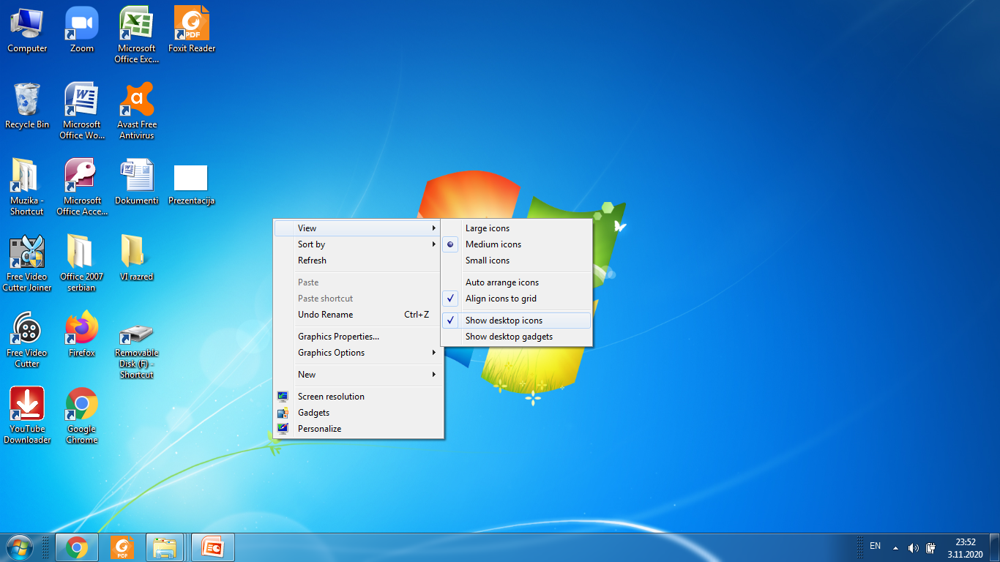 Computer
Zoom
Microsoft
Office Exc...
Foxit Reader
PDF
Recycle Bin
Microsoft
Office Wo...
Avast Free
Antivirus
Muzika -
Shortcut
Microsoft
Office Acce...
Dokumenti
Prezentacija
Free Video
Cutter Joiner
Office 2007
serbian
VI razred
Free Video
Cutter
Firefox
Removable
Disk (F) -
Shortcut
YouTube
Downloader
Google
Chrome
View
Sort by
Refresh
Paste
Paste shortcut
Undo Rename Ctrl+Z
Graphics Properties...
Graphics Options
New
Screen resolution
Gadgets
Personalize
Large icons
Medium icons
Small icons
Auto arrange icons
Align icons to grid
Show desktop icons
Show desktop gadgets
PDF
EN
23:52
3.11.2020